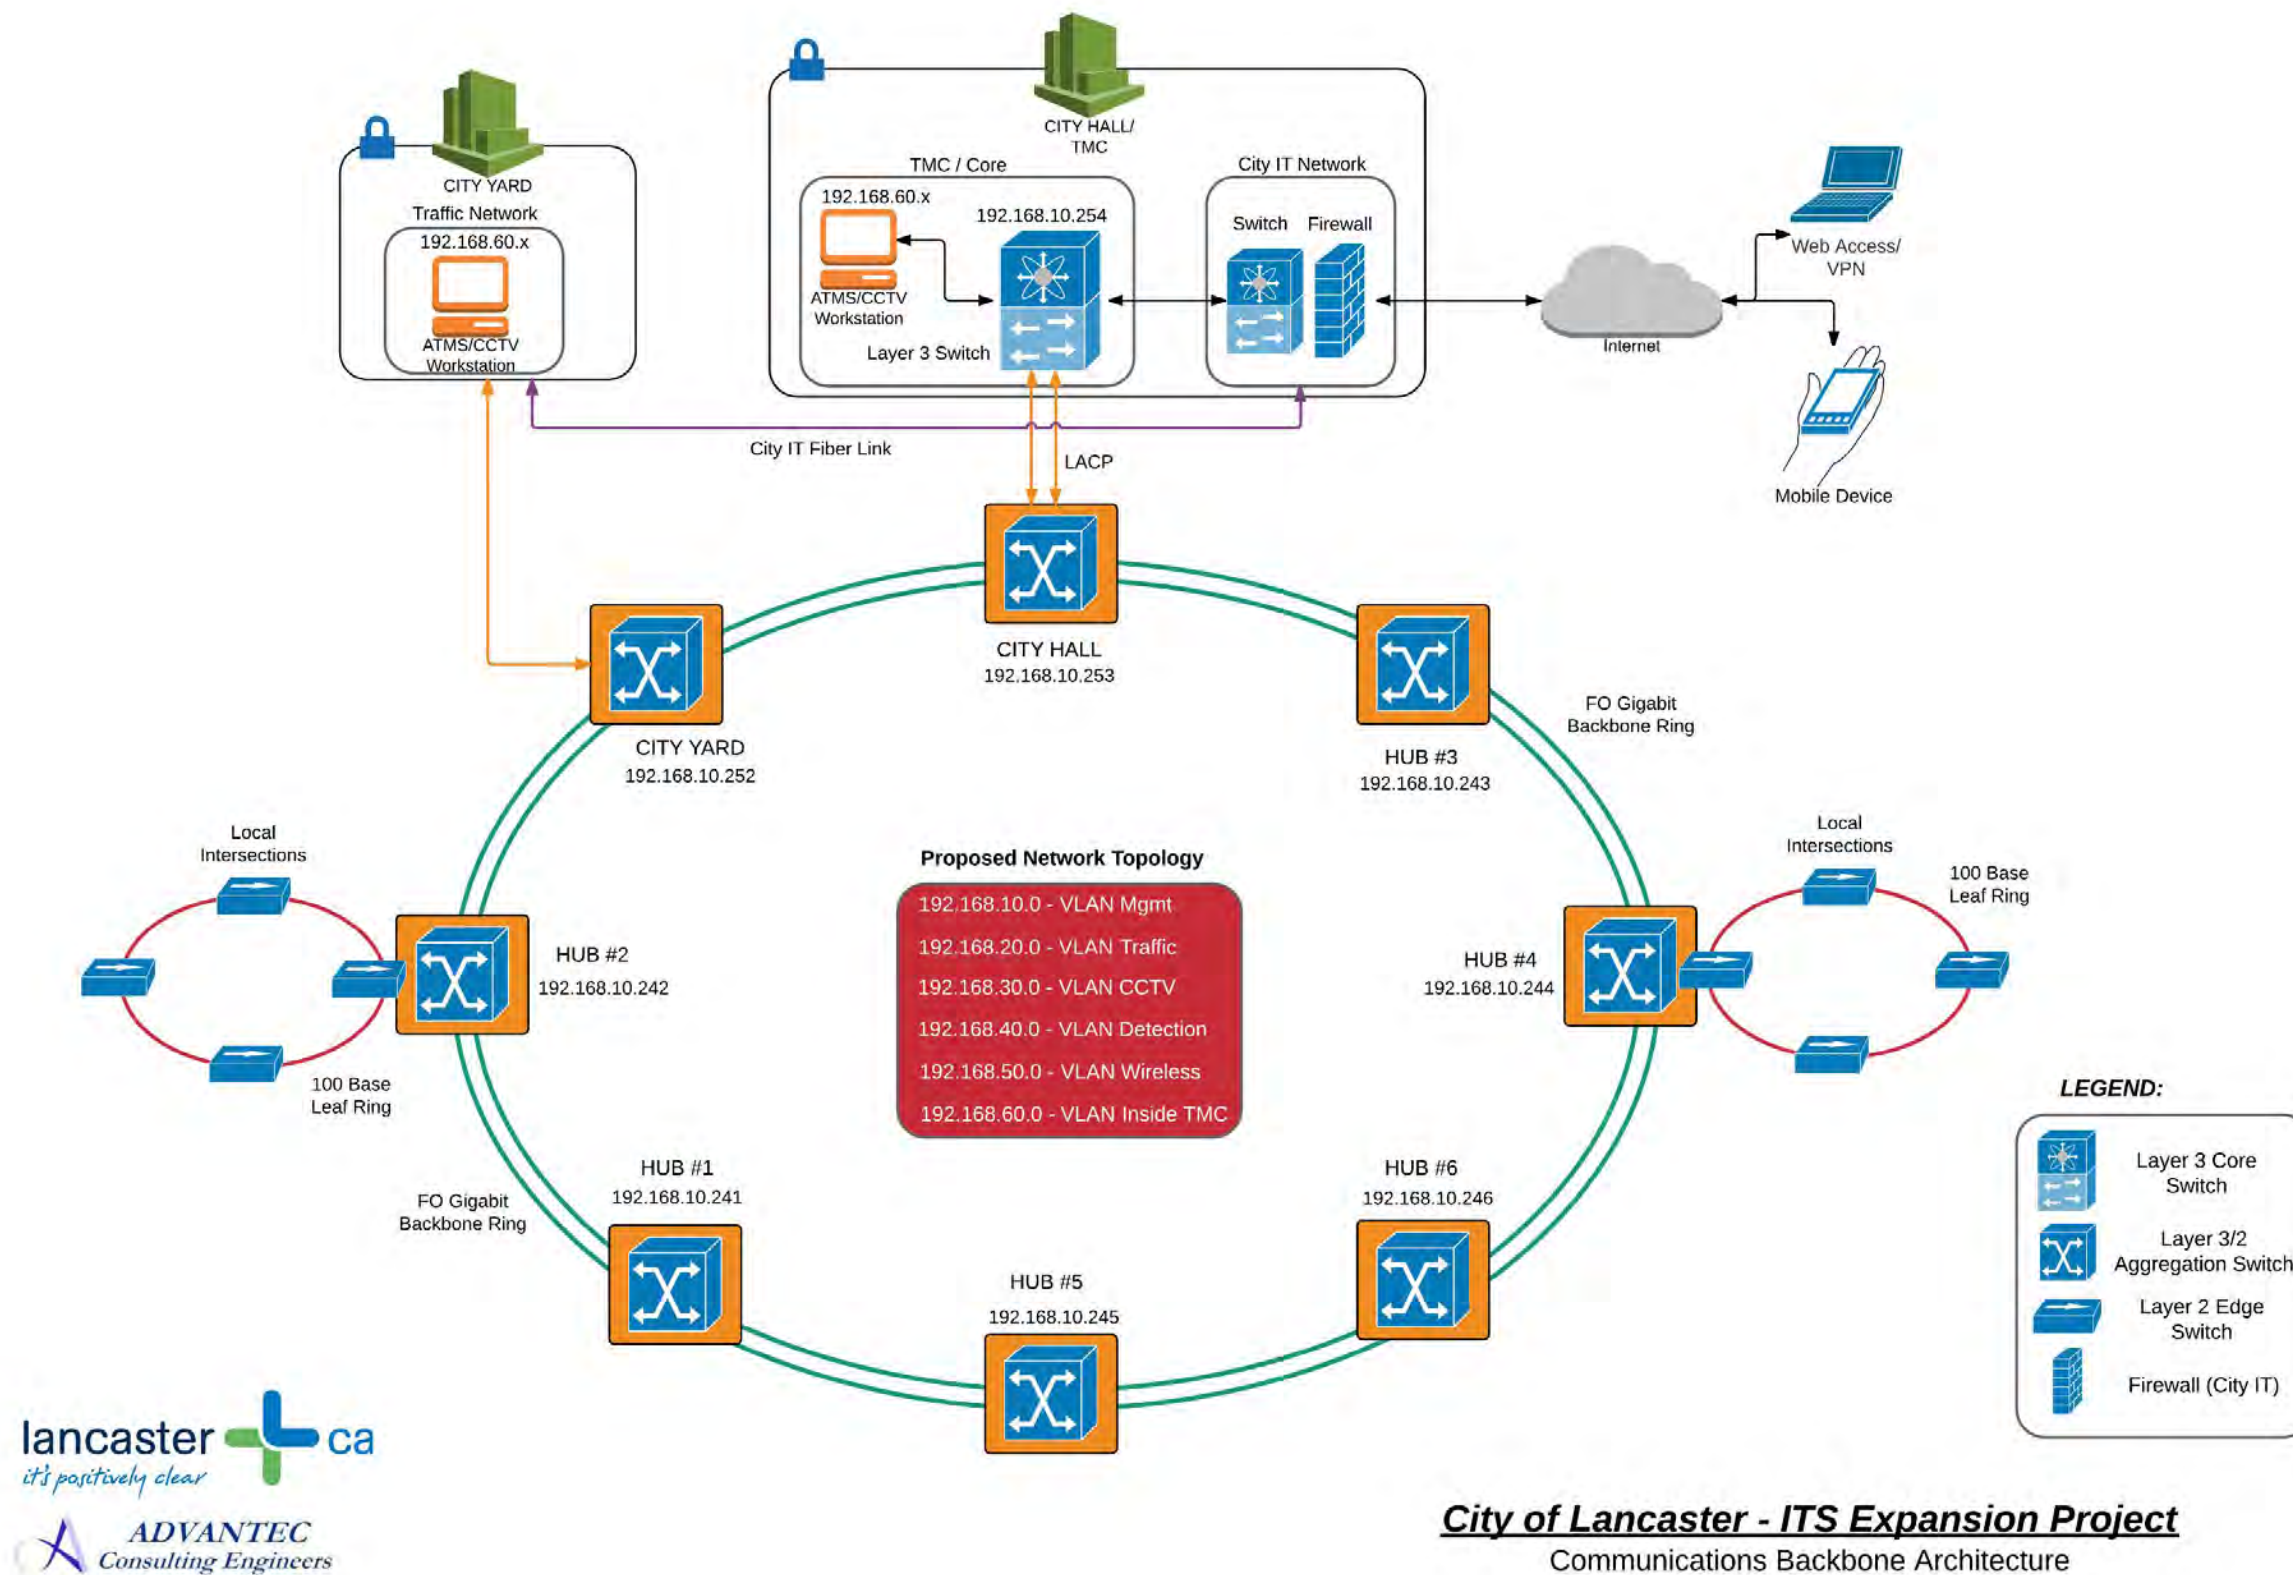 CITY YARD
Traffic Network
192.168.60.x
ATMS/CCTV
Workstation
CITY HALL/
TMC
TMC / Core
192.168.60.x
192.168.10.254
ATMS/CCTV
Workstation
Layer 3 Switch
City IT Network
Switch
Firewall
Internet
Web Access/
VPN
Mobile Device
City IT Fiber Link
LACP
CITY HALL
192.168.10.253
CITY YARD
192.168.10.252
HUB #3
192.168.10.243
FO Gigabit
Backbone Ring
Local
Intersections
100 Base
Leaf Ring
HUB #2
192.168.10.242
HUB #4
192.168.10.244
Local
Intersections
100 Base
Leaf Ring
Proposed Network Topology
192.168.10.0 - VLAN Mgmt
192.168.20.0 - VLAN Traffic
192.168.30.0 - VLAN CCTV
192.168.40.0 - VLAN Detection
192.168.50.0 - VLAN Wireless
192.168.60.0 - VLAN Inside TMC
FO Gigabit
Backbone Ring
HUB #1
192.168.10.241
HUB #5
192.168.10.245
HUB #6
192.168.10.246
LEGEND:
Layer 3 Core
Switch
Layer 3/2
Aggregation Switch
Layer 2 Edge
Switch
Firewall (City IT)
lancaster ca
it's positively clear
ADVANTEC
Consulting Engineers
City of Lancaster - ITS Expansion Project
Communications Backbone Architecture